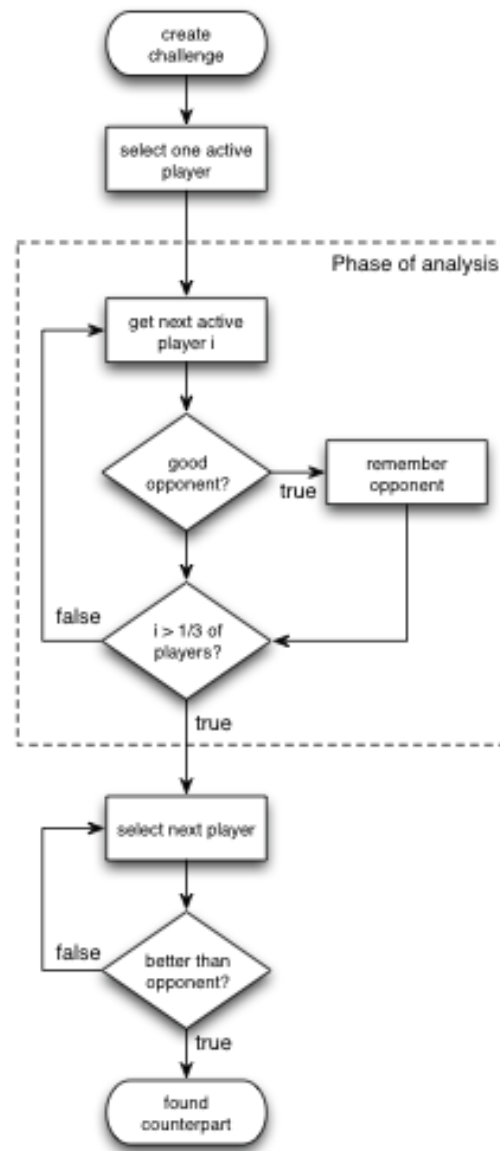 create
challenge
select one active
player
Phase of analysis
get next active
player i
good
opponent?
true
remember
opponent
false
i > 1/3 of
players?
true
select next player
false
better than
opponent?
true
found
counterpart